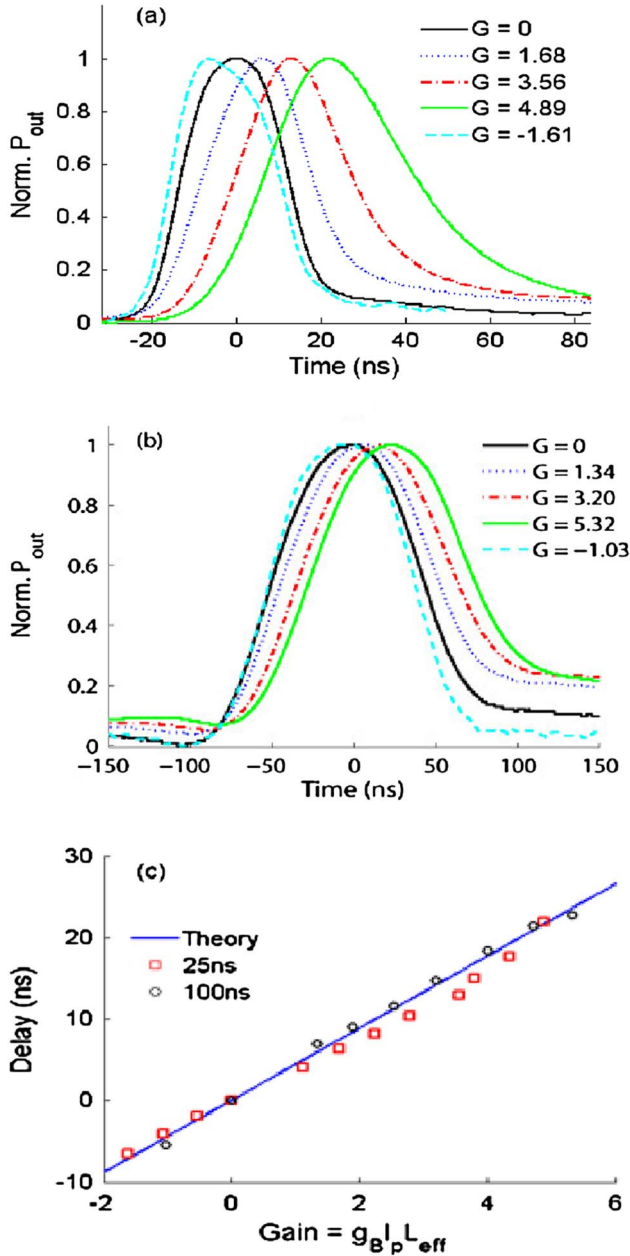 (a)
G = 0
G = 1.68
G = 3.56
G = 4.89
G = -1.61
1
0.8
0.6
0.4
0.2
0
-20
0
20
40
60
80
Norm. P_out
Time (ns)
(b)
G = 0
G = 1.34
G = 3.20
G = 5.32
G = −1.03
1
0.8
0.6
0.4
0.2
0
−150
−100
−50
0
50
100
150
Norm. P_out
Time (ns)
(c)
Theory
25ns
100ns
30
20
10
0
-10
-2
0
2
4
6
Delay (ns)
Gain = g_B I_p L_eff